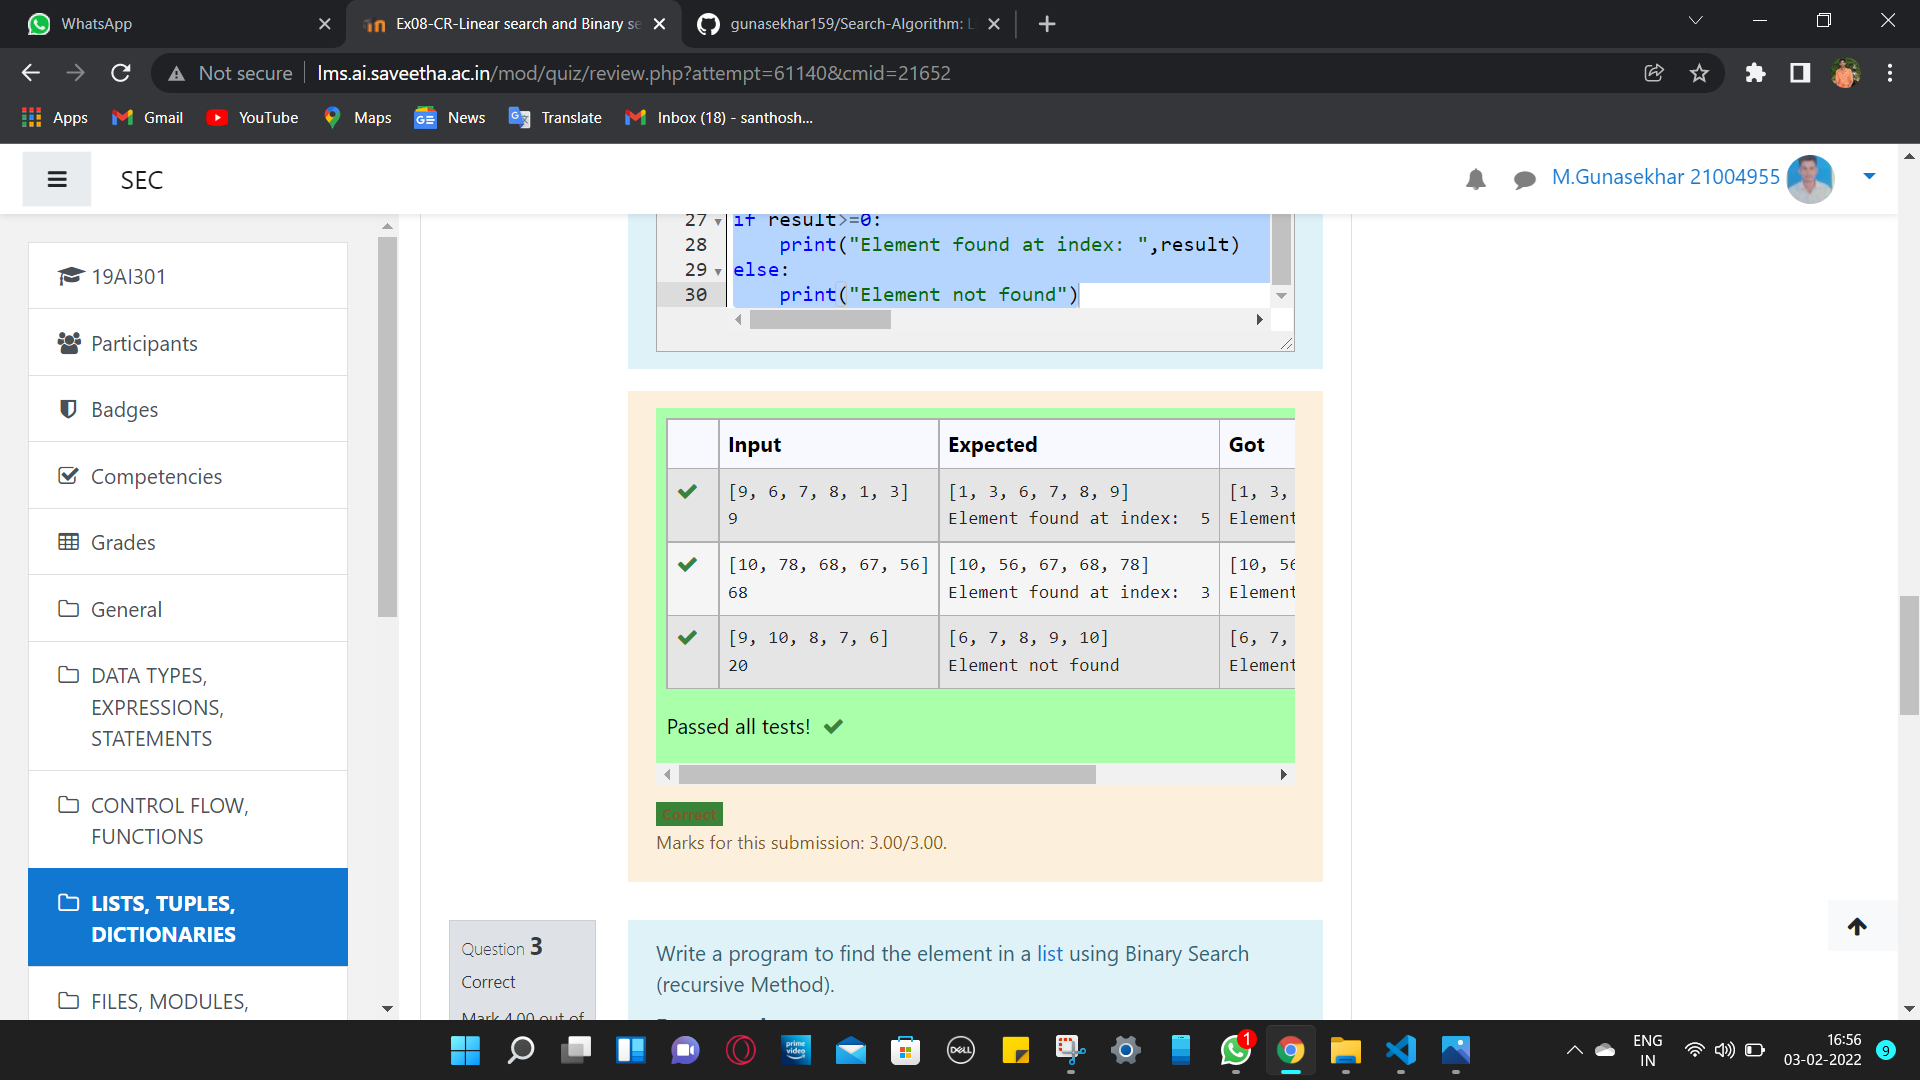 WhatsApp
Ex08-CR-Linear search and Binary se
gunasekhar159/Search-Algorithm: L
Not secure
lms.ai.saveetha.ac.in/mod/quiz/review.php?attempt=61140&cmid=21652
Apps
Gmail
YouTube
Maps
News
Translate
Inbox (18) - santhosh...
SEC
M.Gunasekhar 21004955
19AI301
Participants
Badges
Competencies
Grades
General
DATA TYPES,
EXPRESSIONS,
STATEMENTS
CONTROL FLOW,
FUNCTIONS
LISTS, TUPLES,
DICTIONARIES
FILES, MODULES,
27 if result>=0:
28 print("Element found at index: ",result)
29 else:
30 print("Element not found")
Input Expected Got
[9, 6, 7, 8, 1, 3] [1, 3, 6, 7, 8, 9] [1, 3,
9 Element found at index:  5 Element
[10, 78, 68, 67, 56] [10, 56, 67, 68, 78] [10, 56
68 Element found at index:  3 Element
[9, 10, 8, 7, 6] [6, 7, 8, 9, 10] [6, 7,
20 Element not found Element
Passed all tests!
Correct
Marks for this submission: 3.00/3.00.
Question 3
Correct
Mark 4.00 out of
Write a program to find the element in a list using Binary Search
(recursive Method).
prime
video
DELL
1
ENG
IN
16:56
03-02-2022
9